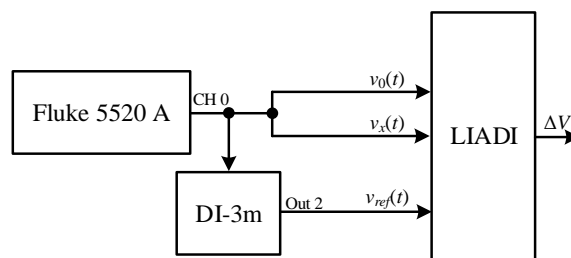 Fluke 5520 A
CH 0
v0(t)
vx(t)
LIADI
ΔV
DI-3m
Out 2
vref(t)